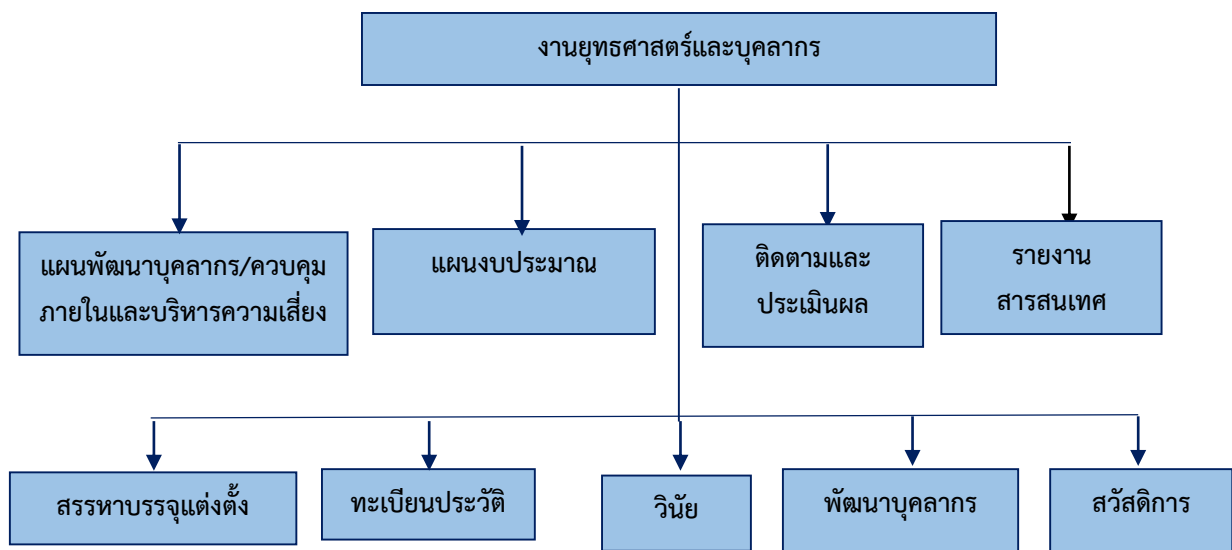 งานยุทธศาสตร์และบุคลากร
แผนพัฒนาบุคลากร/ควบคุม
ภายในและบริหารความเสี่ยง
แผนงบประมาณ
ติดตามและ
ประเมินผล
รายงาน
สารสนเทศ
สรรหาบรรจุแต่งตั้ง
ทะเบียนประวัติ
วินัย
พัฒนาบุคลากร
สวัสดิการ